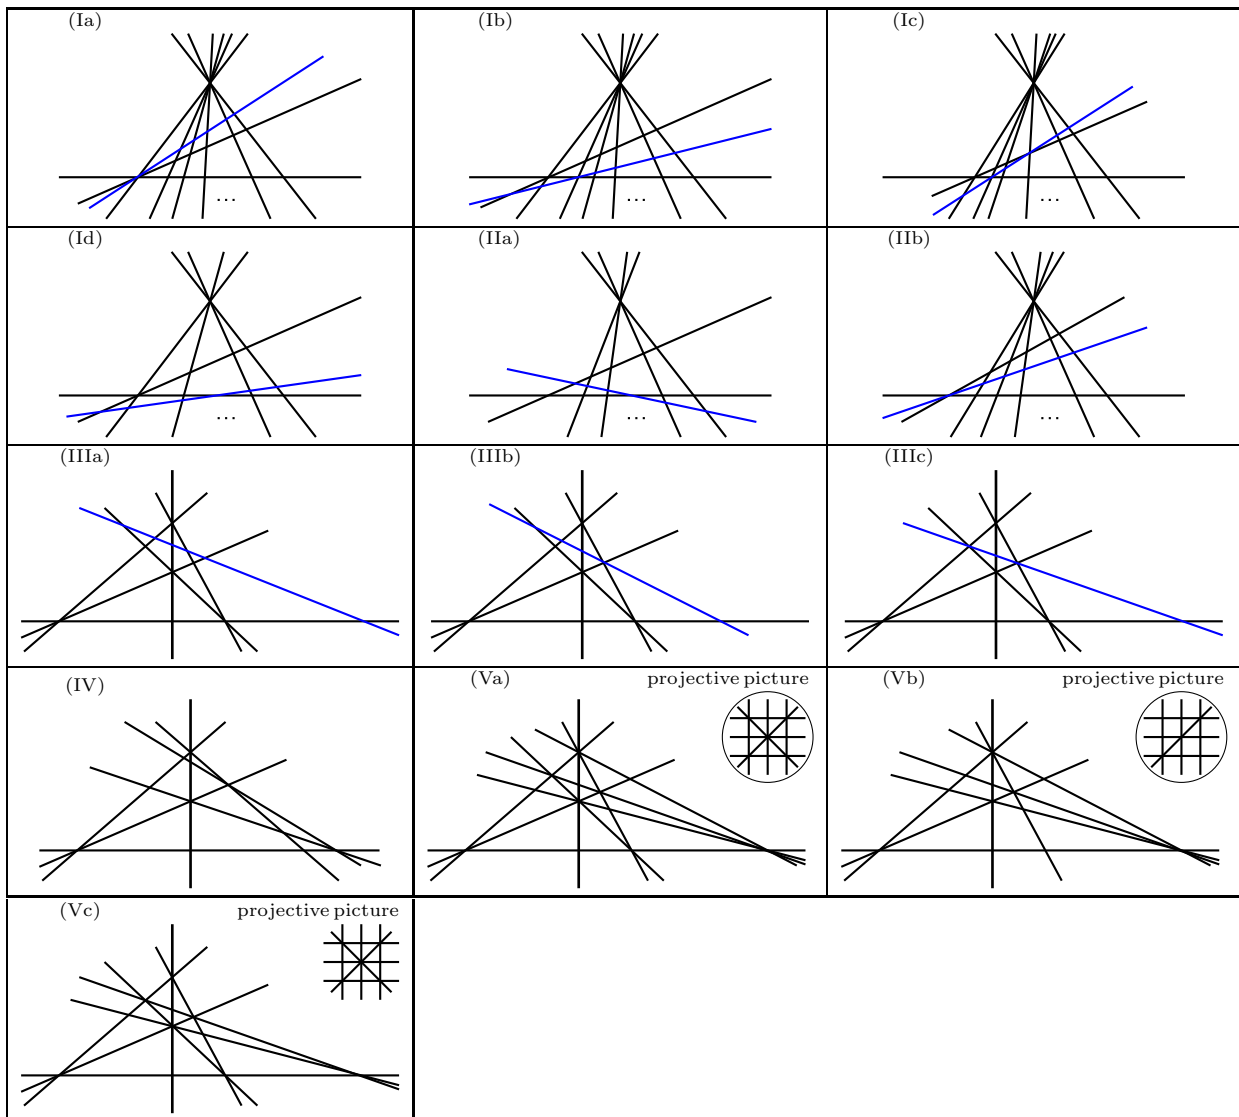 (Ia)
(Ib)
(Ic)
...
...
...
(Id)
(IIa)
(IIb)
...
...
...
(IIIa)
(IIIb)
(IIIc)
(IV)
(Va)
projective picture
(Vb)
projective picture
(Vc)
projective picture